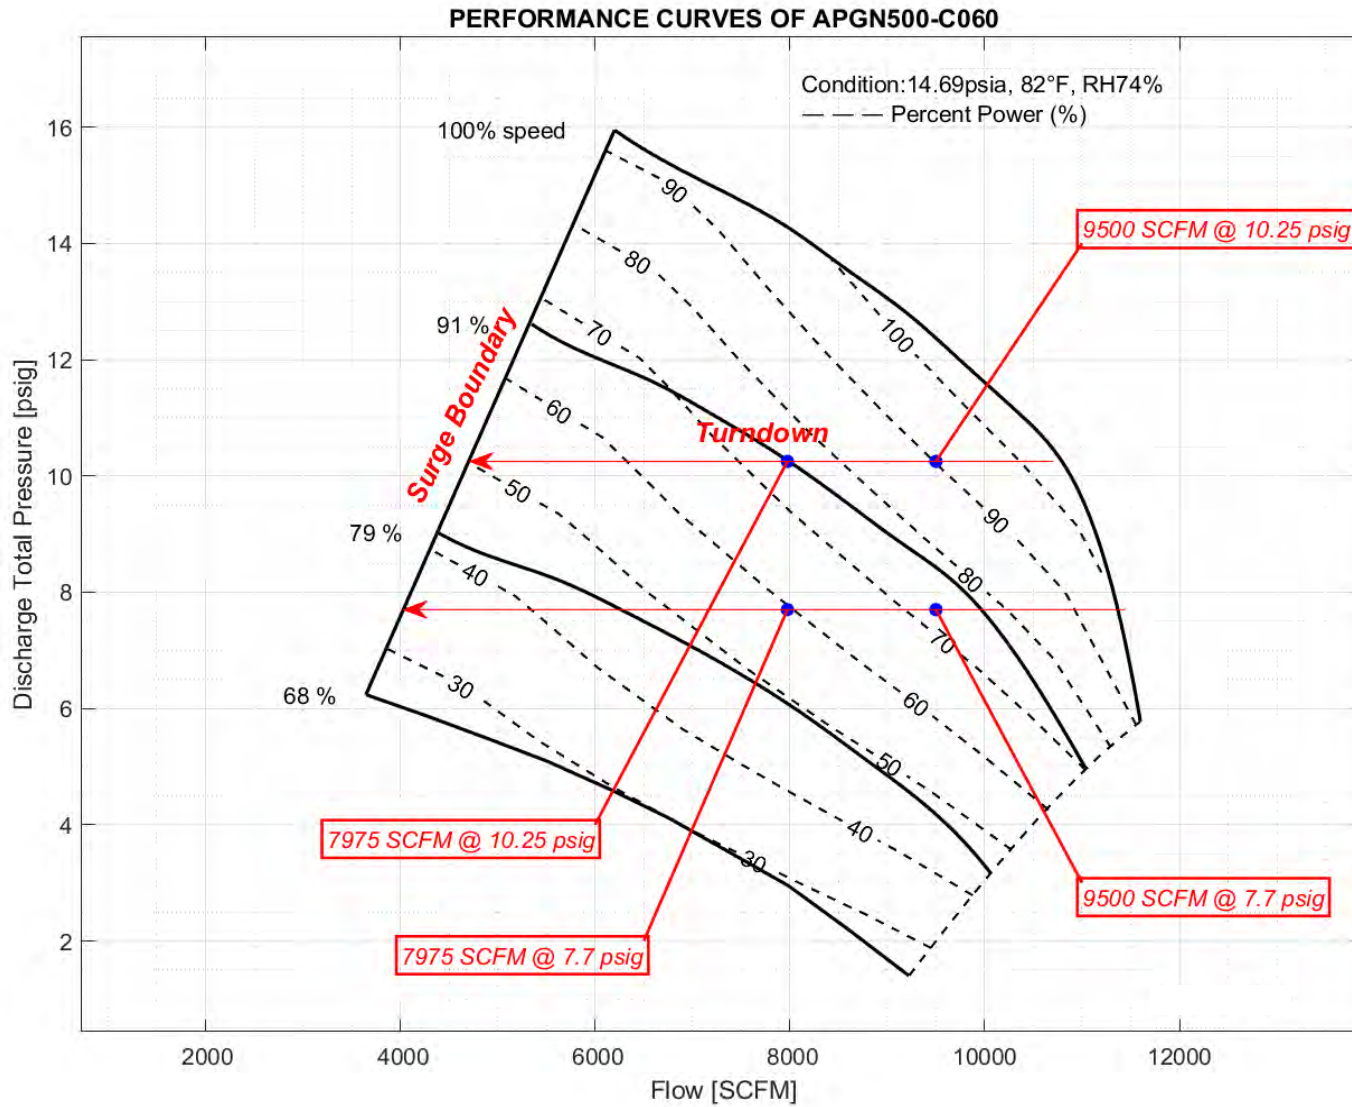 PERFORMANCE CURVES OF APGN500-C060
Condition:14.69psia, 82°F, RH74%
Percent Power (%)
100% speed
91 %
79 %
68 %
Surge Boundary
Turndown
9500 SCFM @ 10.25 psig
7975 SCFM @ 10.25 psig
7975 SCFM @ 7.7 psig
9500 SCFM @ 7.7 psig
90
80
70
60
50
40
30
100
90
80
70
60
50
40
30
16
14
12
10
8
6
4
2
Discharge Total Pressure [psig]
2000 4000 6000 8000 10000 12000
Flow [SCFM]